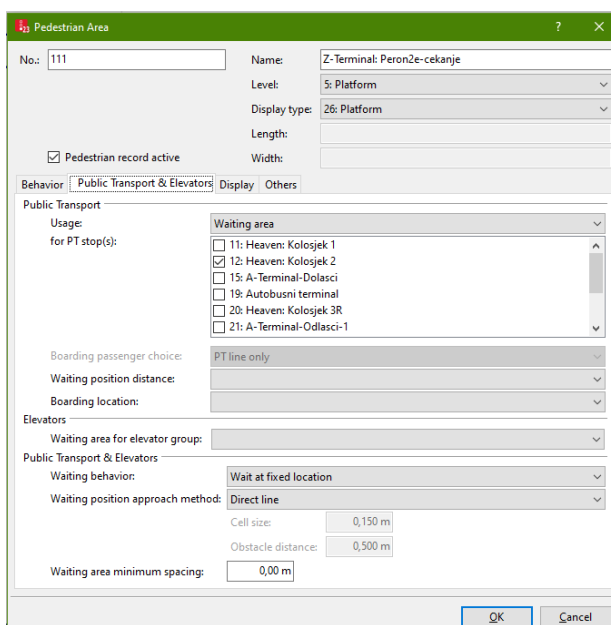 23 Pedestrian Area ? ×
No.: 111 Name: Z-Terminal: Peron2e-cekanje
Level: 5: Platform
Display type: 26: Platform
Length:
Pedestrian record active Width:
Behavior Public Transport & Elevators Display Others
Public Transport
Usage: Waiting area
for PT stop(s): 11: Heaven: Kolosjek 1
12: Heaven: Kolosjek 2
15: A-Terminal-Dolasci
19: Autobusni terminal
20: Heaven: Kolosjek 3R
21: A-Terminal-Odlasci-1
Boarding passenger choice: PT line only
Waiting position distance:
Boarding location:
Elevators
Waiting area for elevator group:
Public Transport & Elevators
Waiting behavior: Wait at fixed location
Waiting position approach method: Direct line
Cell size: 0,150 m
Obstacle distance: 0,500 m
Waiting area minimum spacing: 0,00 m
OK Cancel